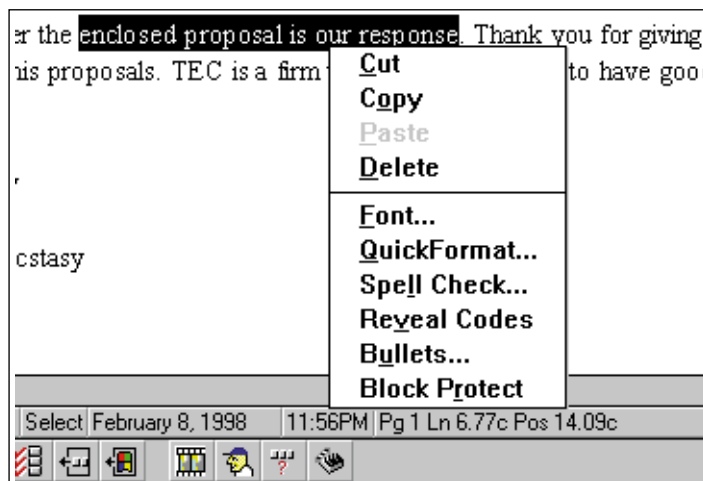 er the enclosed proposal is our response. Thank you for giving
his proposals. TEC is a firm to have goo
Cut
Copy
Paste
Delete
Font...
QuickFormat...
Spell Check...
Reveal Codes
Bullets...
Block Protect
cstasy
Select February 8, 1998 11:56PM Pg 1 Ln 6.77c Pos 14.09c